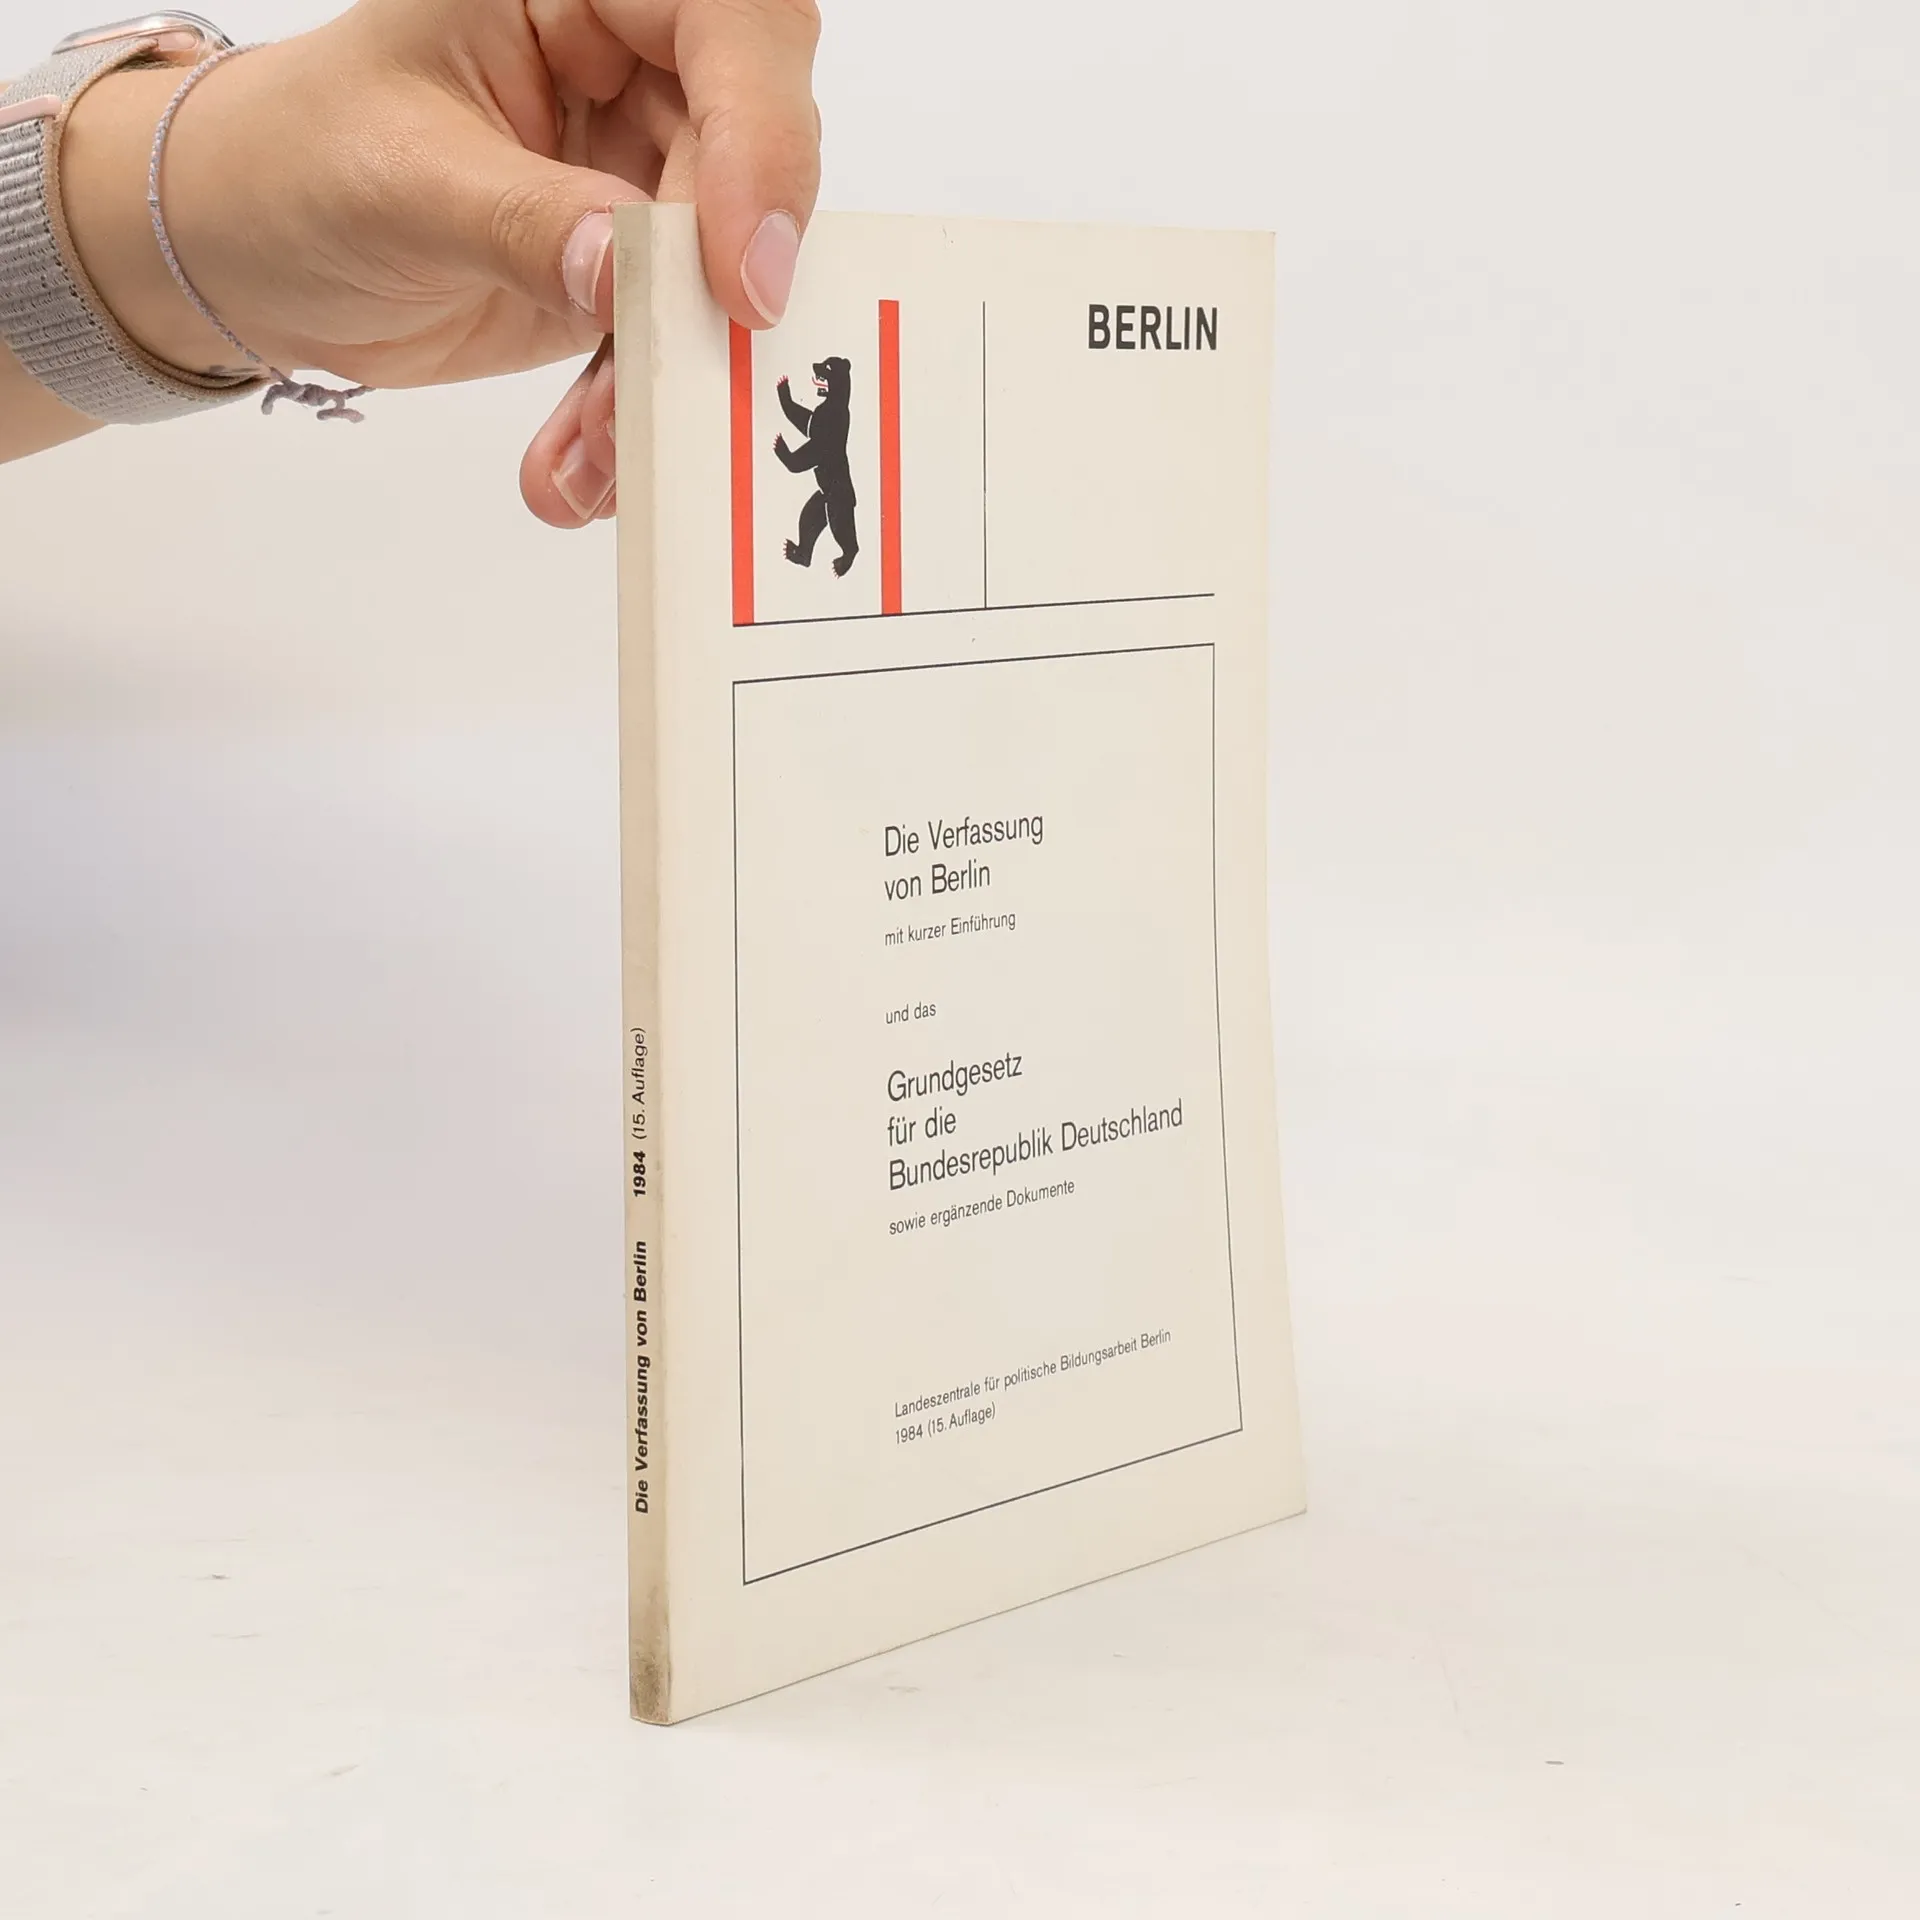 BERLIN
Die Verfassung
von Berlin
mit kurzer Einführung
und das
Grundgesetz
für die
Bundesrepublik Deutschland
sowie ergänzende Dokumente
Landeszentrale für politische Bildungsarbeit Berlin
1984 (15. Auflage)
Die Verfassung von Berlin 1984 (15. Auflage)